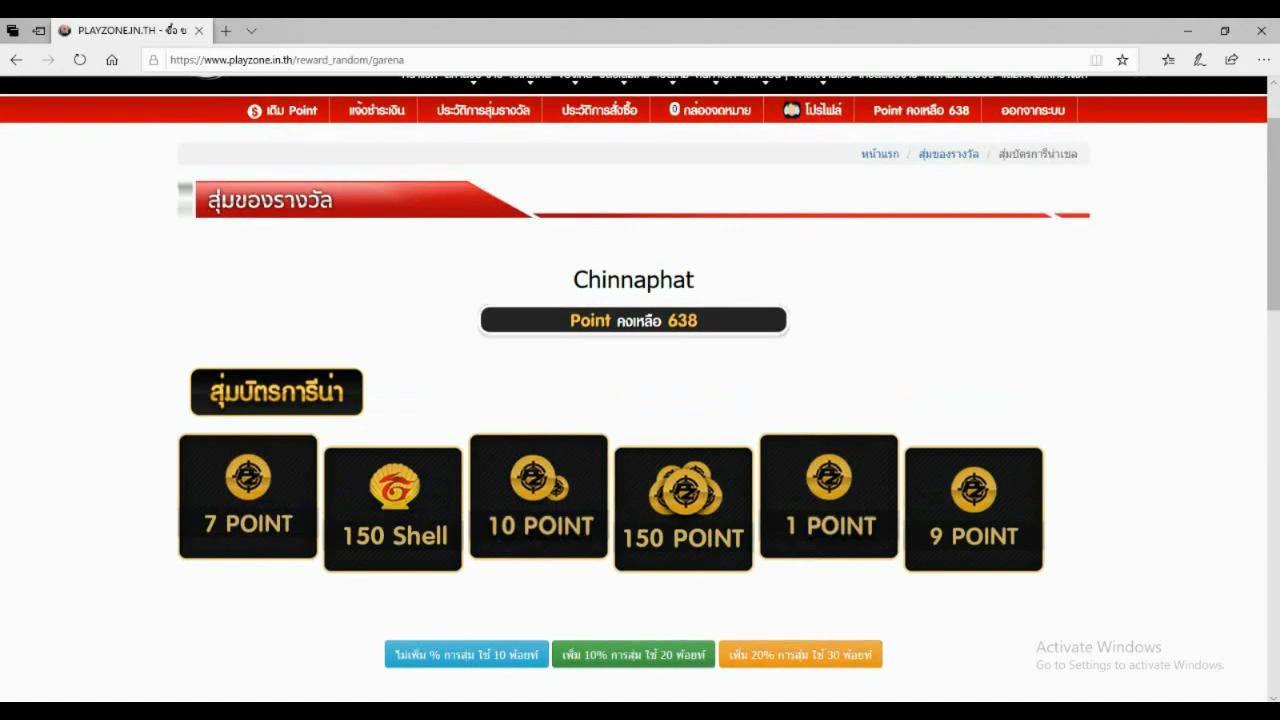 PLAYZONE.IN.TH - ซื้อ ข
https://www.playzone.in.th/reward_random/garena
เติม Point
แจ้งชำระเงิน
ประวัติการสุ่มรางวัล
ประวัติการสั่งซื้อ
0 กล่องจดหมาย
โปรไฟล์
Point คงเหลือ 638
ออกจากระบบ
หน้าแรก / สุ่มของรางวัล / สุ่มบัตรการีน่าเชล
สุ่มของรางวัล
Chinnaphat
Point คงเหลือ 638
สุ่มบัตรการีน่า
7 POINT
150 Shell
10 POINT
150 POINT
1 POINT
9 POINT
ไม่เพิ่ม % การสุ่ม ใช้ 10 พ้อยท์
เพิ่ม 10% การสุ่ม ใช้ 20 พ้อยท์
เพิ่ม 20% การสุ่ม ใช้ 30 พ้อยท์
Activate Windows
Go to Settings to activate Windows.